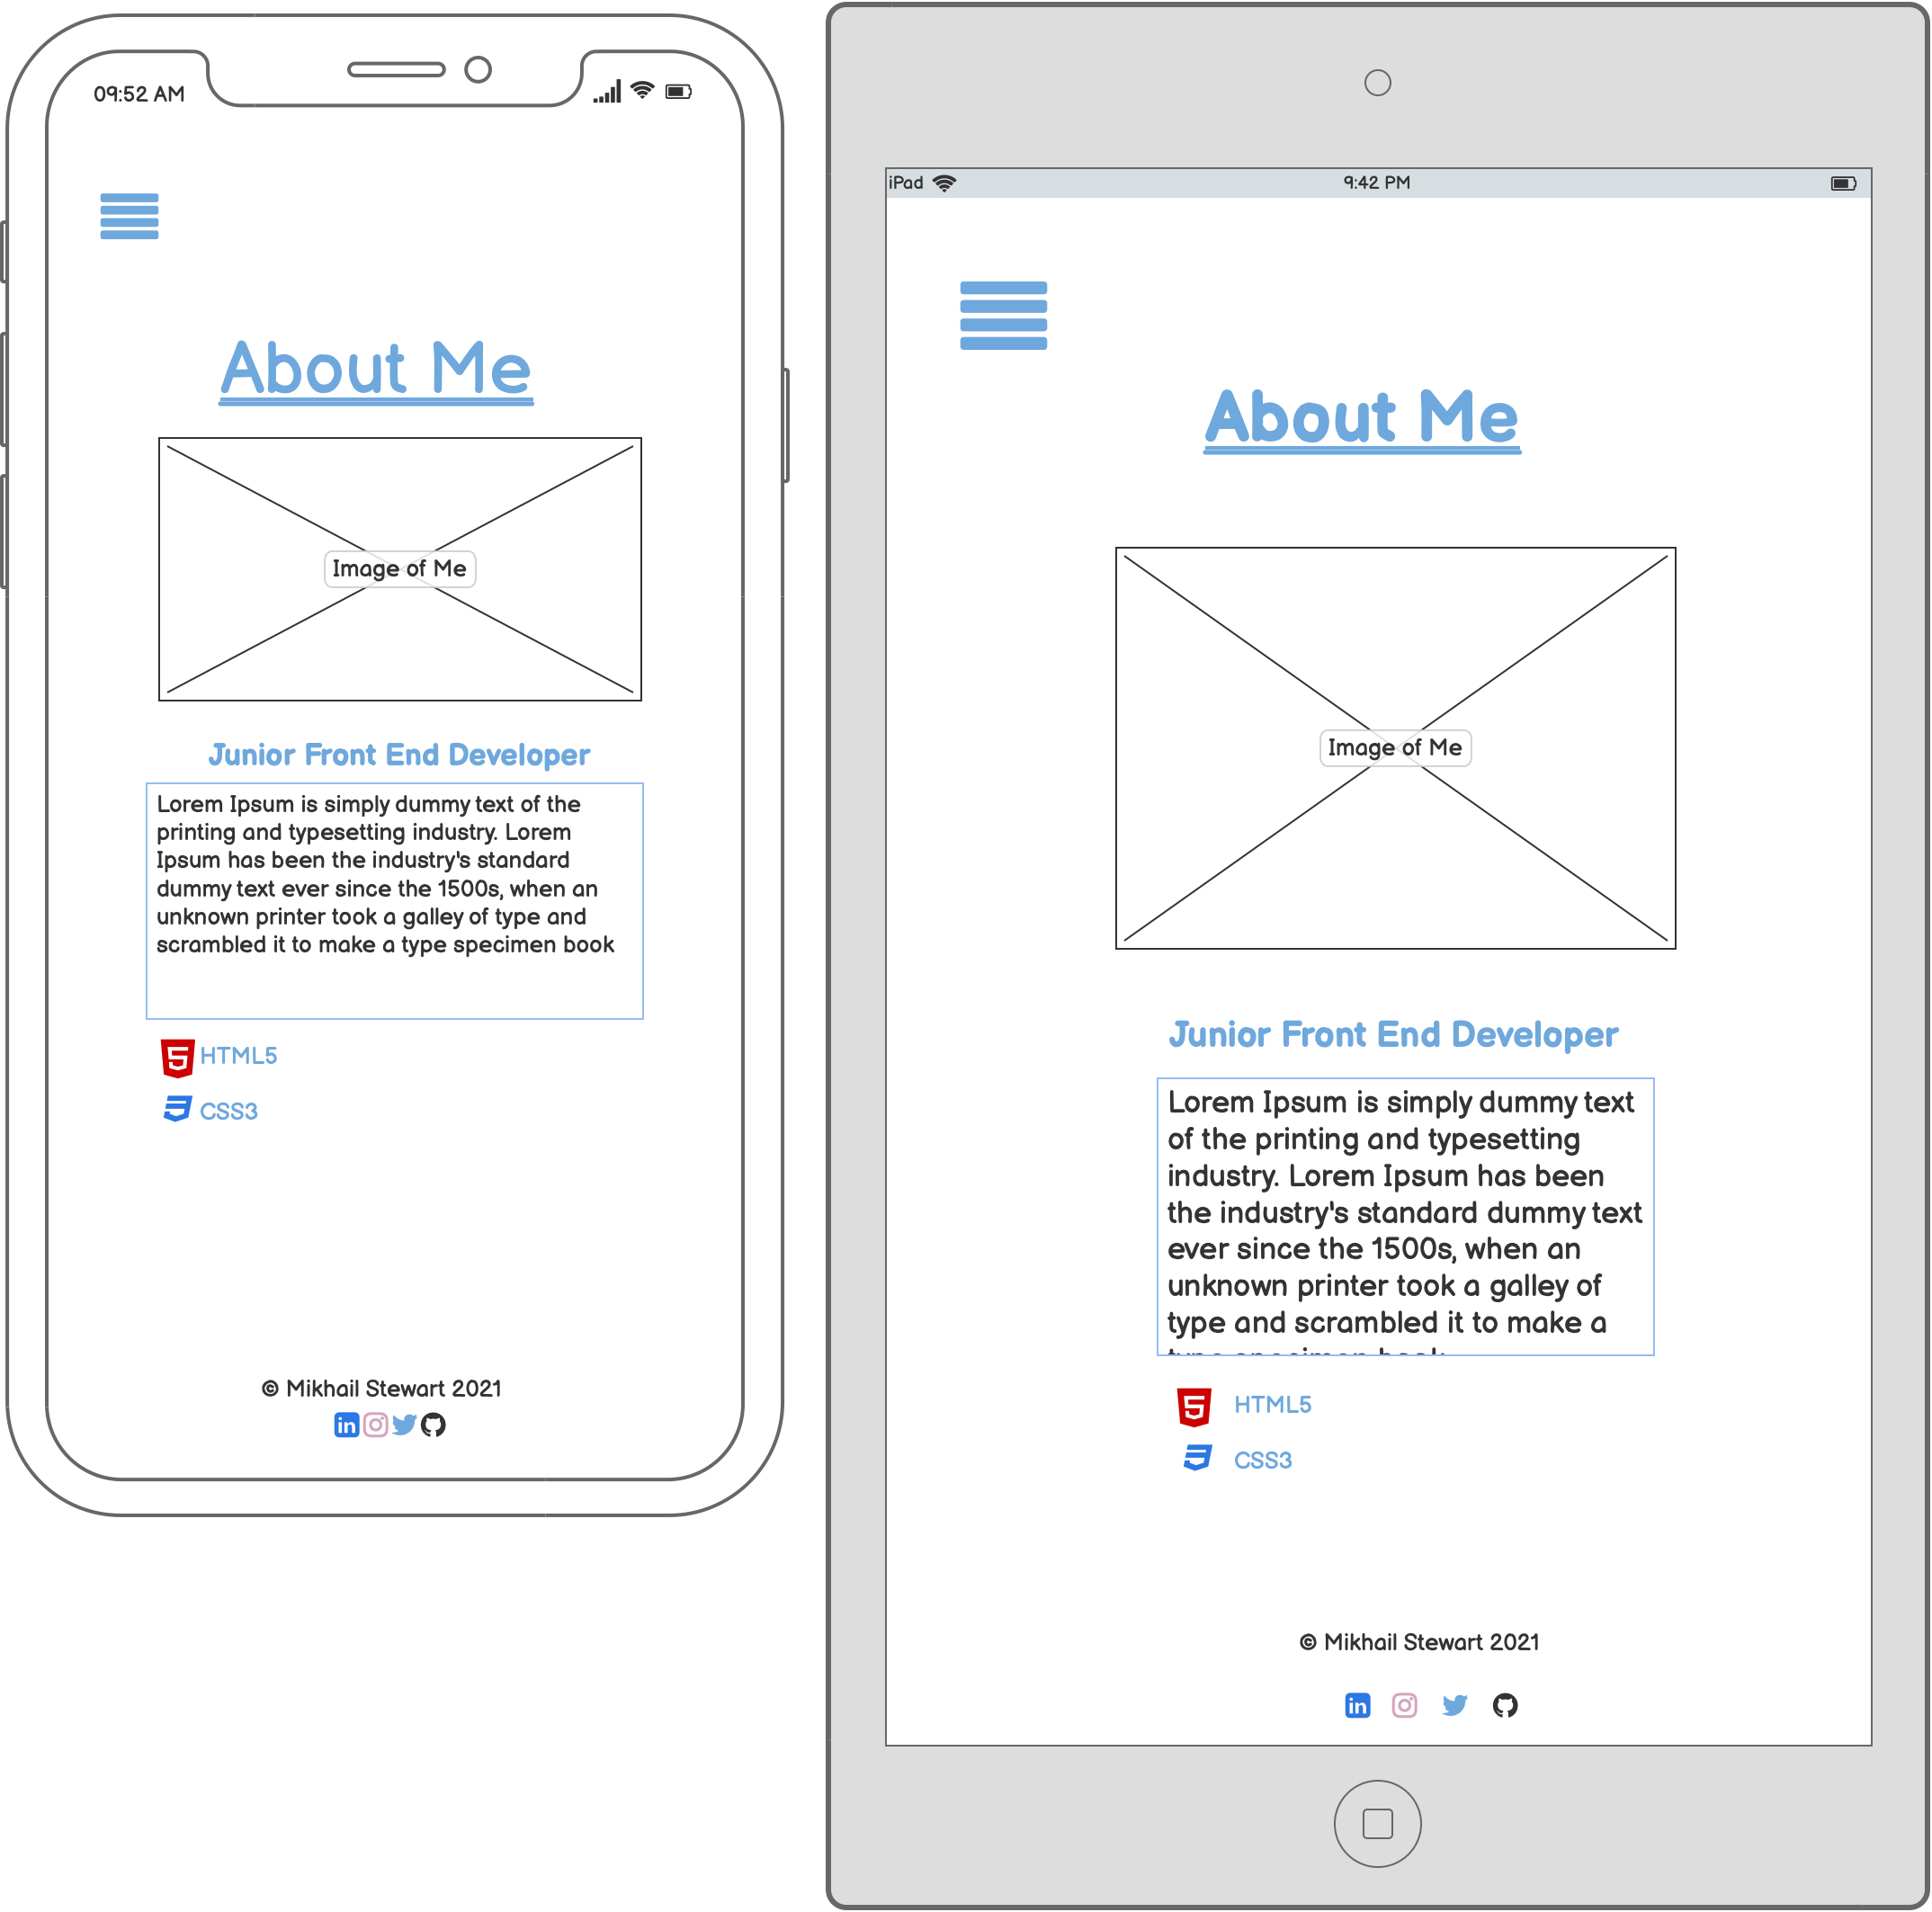 09:52 AM
About Me
Image of Me
Junior Front End Developer
Lorem Ipsum is simply dummy text of the
printing and typesetting industry. Lorem
Ipsum has been the industry's standard
dummy text ever since the 1500s, when an
unknown printer took a galley of type and
scrambled it to make a type specimen book
HTML5
CSS3
© Mikhail Stewart 2021
in
iPad
9:42 PM
About Me
Image of Me
Junior Front End Developer
Lorem Ipsum is simply dummy text
of the printing and typesetting
industry. Lorem Ipsum has been
the industry's standard dummy text
ever since the 1500s, when an
unknown printer took a galley of
type and scrambled it to make a
type specimen book
HTML5
CSS3
© Mikhail Stewart 2021
in